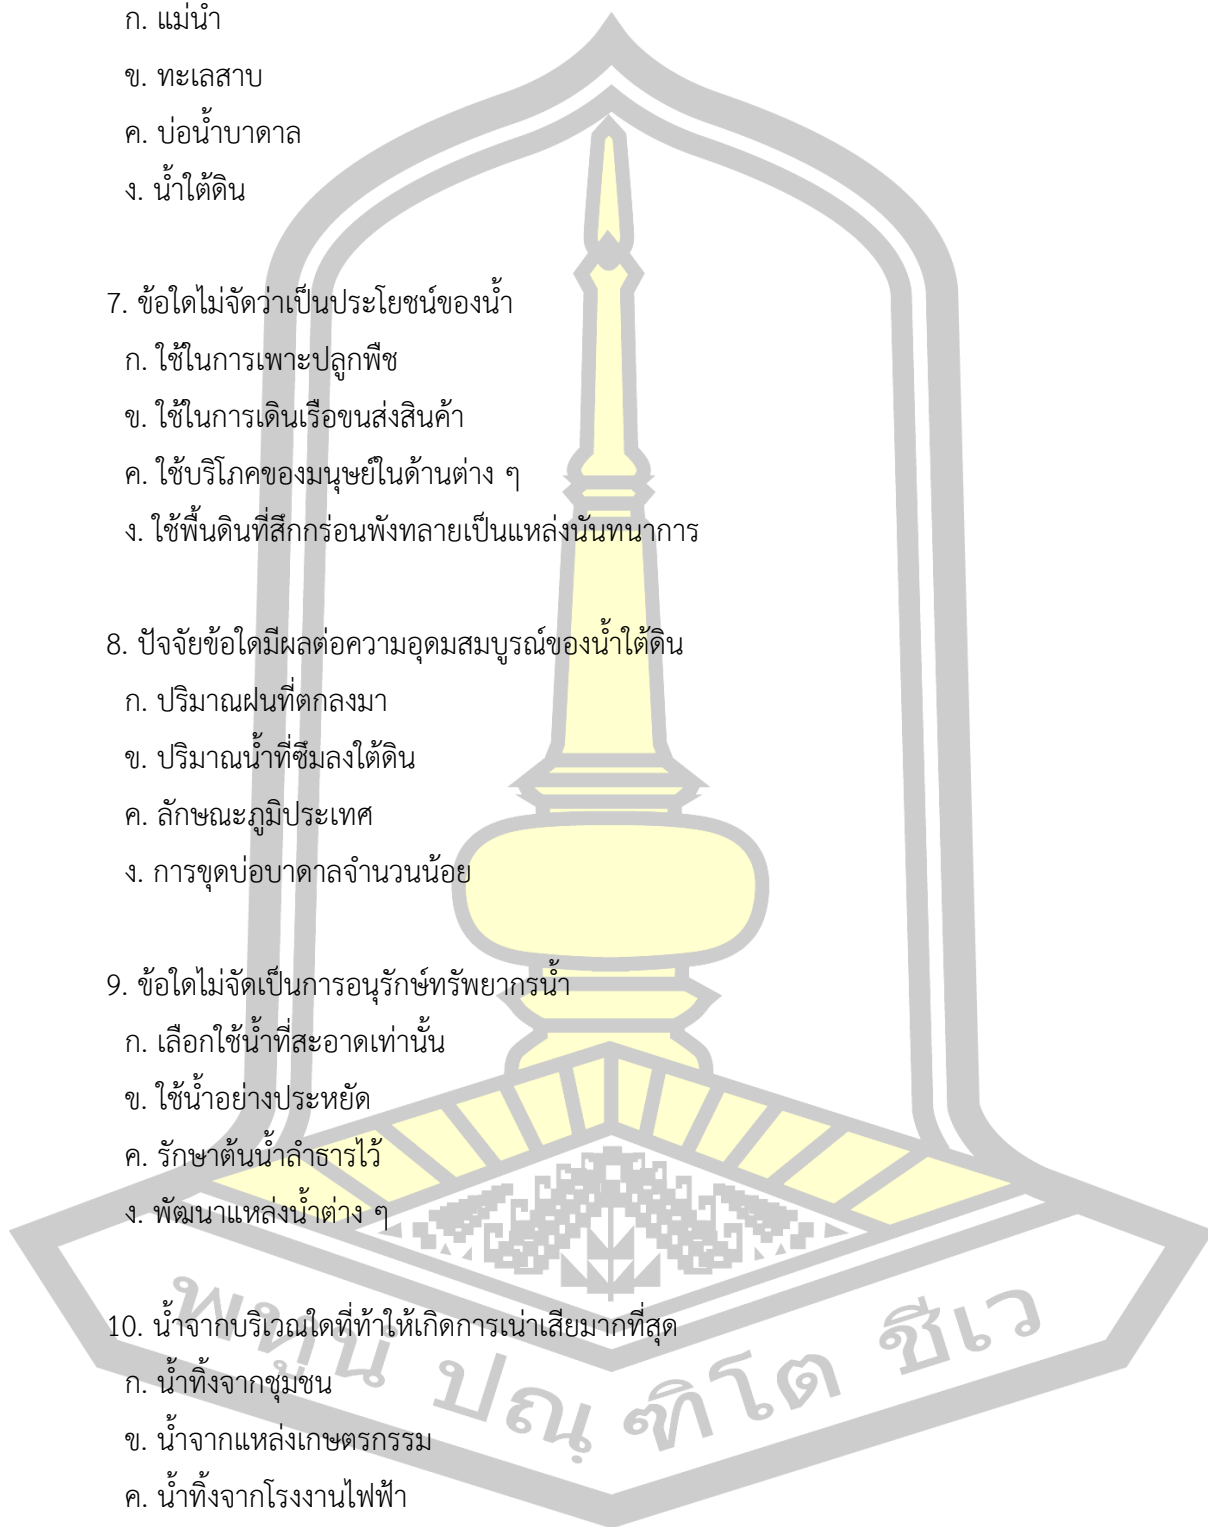 ก. แม่น้ำ
ข. ทะเลสาบ
ค. บ่อน้ำบาดาล
ง. น้ำใต้ดิน
7. ข้อใดไม่จัดว่าเป็นประโยชน์ของน้ำ
ก. ใช้ในการเพาะปลูกพืช
ข. ใช้ในการเดินเรือขนส่งสินค้า
ค. ใช้บริโภคของมนุษย์ในด้านต่าง ๆ
ง. ใช้พื้นดินที่สึกกร่อนพังทลายเป็นแหล่งนันทนาการ
8. ปัจจัยข้อใดมีผลต่อความอุดมสมบูรณ์ของน้ำใต้ดิน
ก. ปริมาณฝนที่ตกลงมา
ข. ปริมาณน้ำที่ซึมลงใต้ดิน
ค. ลักษณะภูมิประเทศ
ง. การขุดบ่อบาดาลจำนวนน้อย
9. ข้อใดไม่จัดเป็นการอนุรักษ์ทรัพยากรน้ำ
ก. เลือกใช้น้ำที่สะอาดเท่านั้น
ข. ใช้น้ำอย่างประหยัด
ค. รักษาต้นน้ำลำธารไว้
ง. พัฒนาแหล่งน้ำต่าง ๆ
10. น้ำจากบริเวณใดที่ท้าให้เกิดการเน่าเสียมากที่สุด
ก. น้ำทิ้งจากชุมชน
ข. น้ำจากแหล่งเกษตรกรรม
ค. น้ำทิ้งจากโรงงานไฟฟ้า
พหูนํ ปณฺฑิโต ชีเว